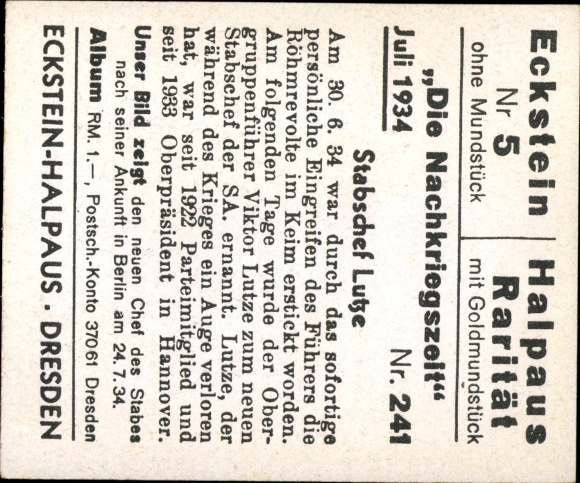 Eckstein
Nr 5
ohne Mundstück
Halpaus
Rarität
mit Goldmundstück
„Die Nachkriegszeit“
Juli 1934 Nr. 241
Stabschef Lutze
Am 30. 6. 34 war durch das sofortige
persönliche Eingreifen des Führers die
Röhmrevolte im Keim erstickt worden.
Am folgenden Tage wurde der Ober-
gruppenführer Viktor Lutze zum neuen
Stabschef der SA. ernannt. Lutze, der
während des Krieges ein Auge verloren
hat, war seit 1922 Parteimitglied und
seit 1933 Oberpräsident in Hannover.
Unser Bild zeigt den neuen Chef des Stabes
nach seiner Ankunft in Berlin am 24. 7. 34.
Album RM. 1.—, Postsch.-Konto 37061 Dresden
ECKSTEIN-HALPAUS . DRESDEN